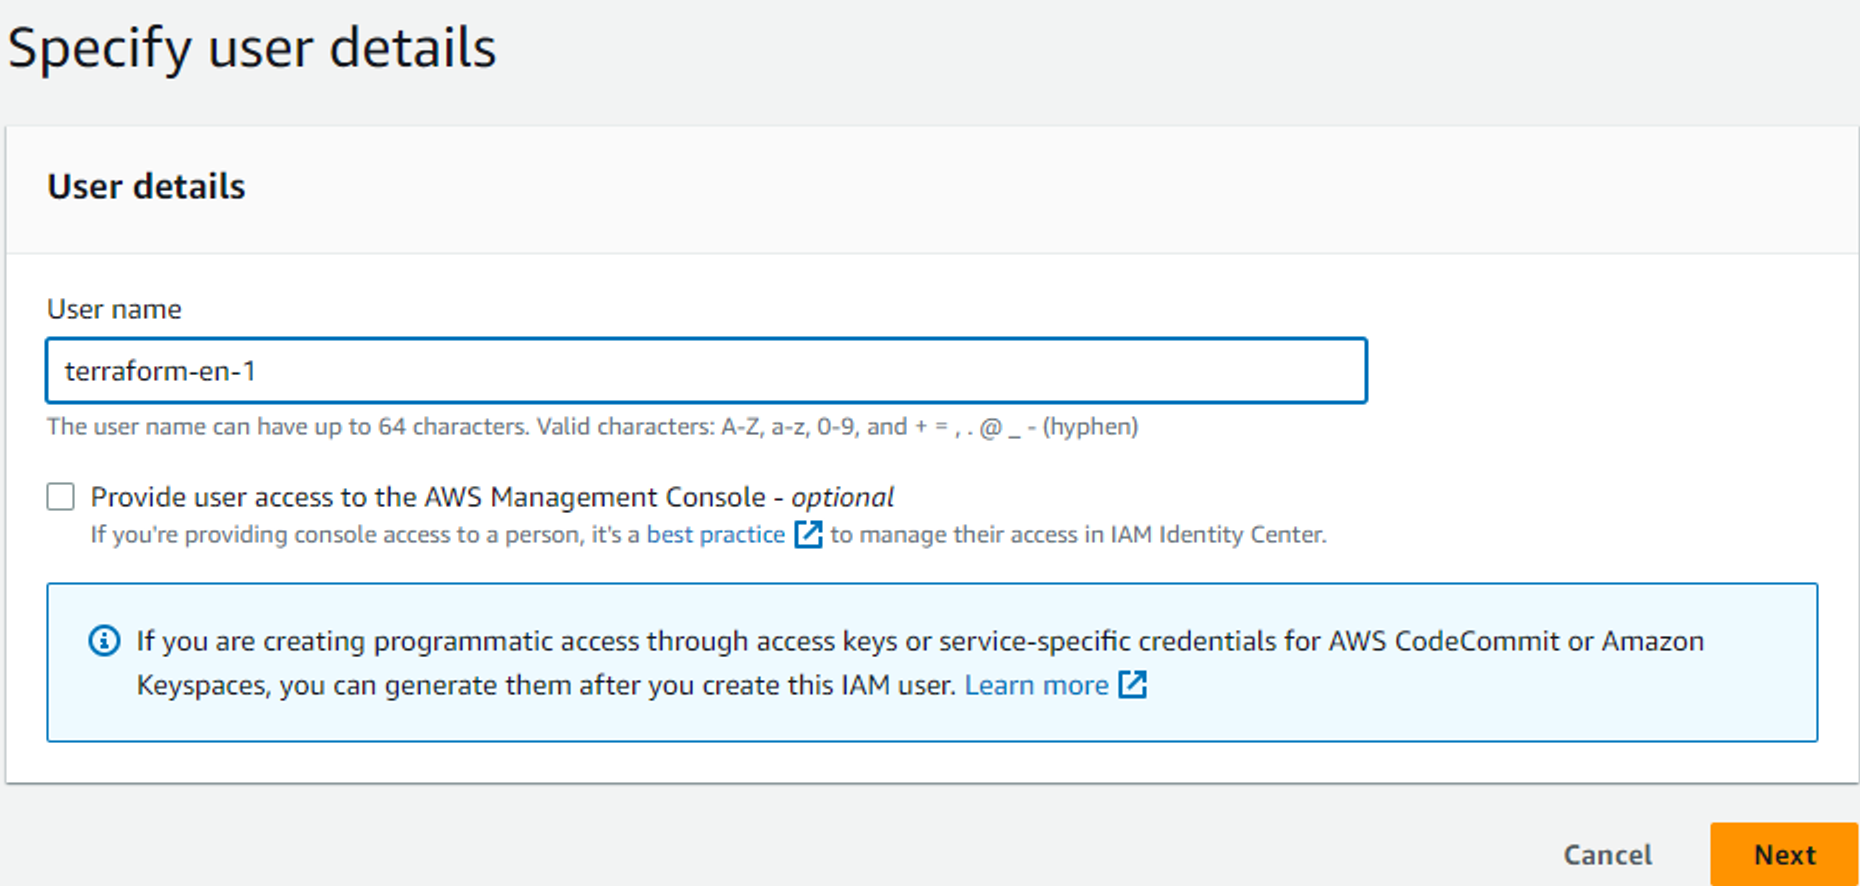 Specify user details
User details
User name
terraform-en-1
The user name can have up to 64 characters. Valid characters: A-Z, a-z, 0-9, and + = , . @ _ - (hyphen)
Provide user access to the AWS Management Console - optional
If you're providing console access to a person, it's a best practice to manage their access in IAM Identity Center.
If you are creating programmatic access through access keys or service-specific credentials for AWS CodeCommit or Amazon
Keyspaces, you can generate them after you create this IAM user. Learn more
Cancel
Next